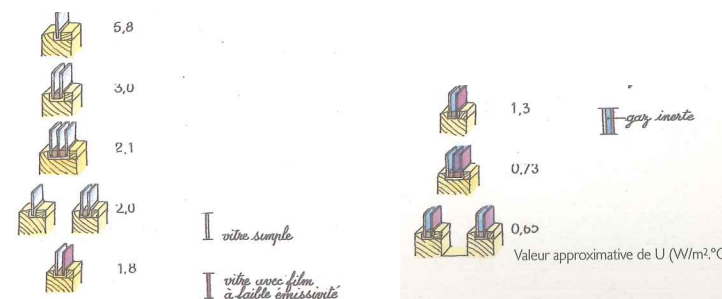 5,8
3,0
2,1
2,0
vitre simple
1,8
vitre avec film
à faible émissivité
1,3
gaz inerte
0,73
0,65
Valeur approximative de U (W/m².°C